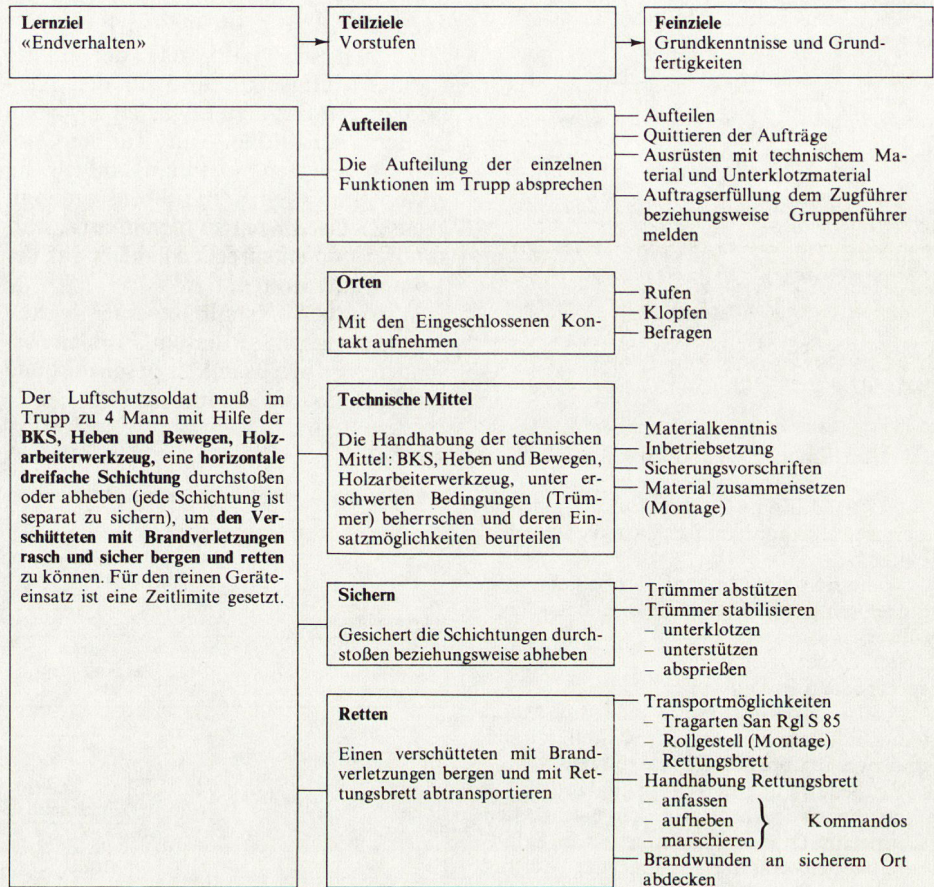 Lernziel
«Endverhalten»
Teilziele
Vorstufen
Feinziele
Grundkenntnisse und Grund-
fertigkeiten
Der Luftschutzsoldat muß im
Trupp zu 4 Mann mit Hilfe der
BKS, Heben und Bewegen, Holz-
arbeiterwerkzeug, eine horizontale
dreifache Schichtung durchstoßen
oder abheben (jede Schichtung ist
separat zu sichern), um den Ver-
schütteten mit Brandverletzungen
rasch und sicher bergen und retten
zu können. Für den reinen Geräte-
einsatz ist eine Zeitlimite gesetzt.
Aufteilen
Die Aufteilung der einzelnen
Funktionen im Trupp absprechen
Aufteilen
Quittieren der Aufträge
Ausrüsten mit technischem Ma-
terial und Unterklotzmaterial
Auftragserfüllung dem Zugführer
beziehungsweise Gruppenführer
melden
Orten
Mit den Eingeschlossenen Kon-
takt aufnehmen
Rufen
Klopfen
Befragen
Technische Mittel
Die Handhabung der technischen
Mittel: BKS, Heben und Bewegen,
Holzarbeiterwerkzeug, unter er-
schwerten Bedingungen (Trüm-
mer) beherrschen und deren Ein-
satzmöglichkeiten beurteilen
Materialkenntnis
Inbetriebsetzung
Sicherungsvorschriften
Material zusammensetzen
(Montage)
Sichern
Gesichert die Schichtungen durch-
stoßen beziehungsweise abheben
Trümmer abstützen
Trümmer stabilisieren
– unterklotzen
– unterstützen
– absprießen
Retten
Einen verschütteten mit Brand-
verletzungen bergen und mit Ret-
tungsbrett abtransportieren
Transportmöglichkeiten
– Tragarten San Rgl S 85
– Rollgestell (Montage)
– Rettungsbrett
Handhabung Rettungsbrett
– anfassen
– aufheben } Kommandos
– marschieren
Brandwunden an sicherem Ort
abdecken